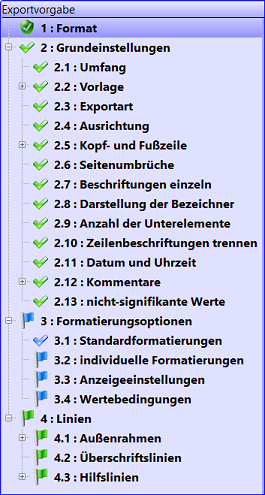 Exportvorgabe
1 : Format
2 : Grundeinstellungen
2.1 : Umfang
2.2 : Vorlage
2.3 : Exportart
2.4 : Ausrichtung
2.5 : Kopf- und Fußzeile
2.6 : Seitenumbrüche
2.7 : Beschriftungen einzeln
2.8 : Darstellung der Bezeichner
2.9 : Anzahl der Unterelemente
2.10 : Zeilenbeschriftungen trennen
2.11 : Datum und Uhrzeit
2.12 : Kommentare
2.13 : nicht-signifikante Werte
3 : Formatierungsoptionen
3.1 : Standardformatierungen
3.2 : individuelle Formatierungen
3.3 : Anzeigeeinstellungen
3.4 : Wertebedingungen
4 : Linien
4.1 : Außenrahmen
4.2 : Überschriftslinien
4.3 : Hilfslinien